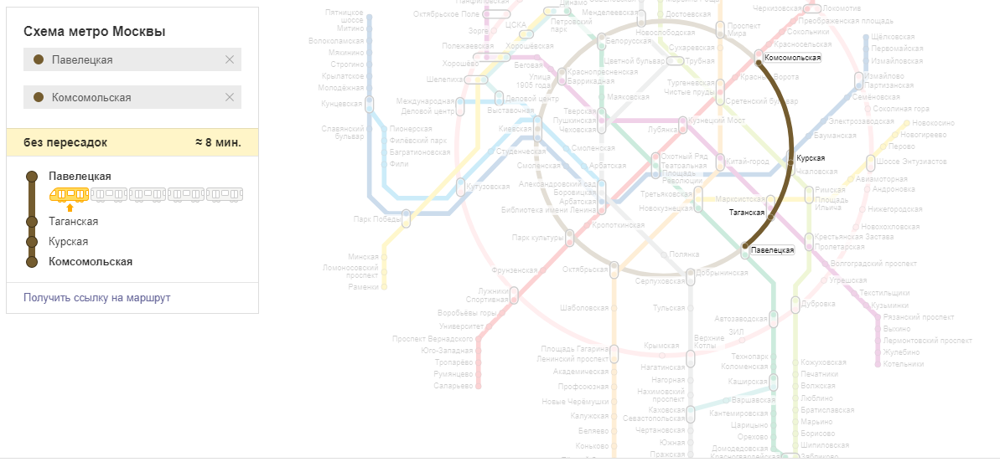 Схема метро Москвы
Павелецкая
Комсомольская
без пересадок
≈ 8 мин.
Павелецкая
Таганская
Курская
Комсомольская
Получить ссылку на маршрут
Пятницкое
шоссе
Митино
Волоколамская
Мякинино
Строгино
Крылатское
Молодёжная
Кунцевская
Славянский
бульвар
Пионерская
Филёвский парк
Багратионовская
Фили
Октябрьское Поле
Зорге
ЦСКА
Полежаевская
Хорошёвская
Хорошёво
Шелепиха
Беговая
Улица
1905 года
Динамо
Петровский
парк
Менделеевская
Достоевская
Новослободская
Белорусская
Проспект
Мира
Сухаревская
Цветной бульвар
Трубная
Черкизовская
Локомотив
Преображенская площадь
Сокольники
Красносельская
Комсомольская
Красные Ворота
Щёлковская
Первомайская
Измайловская
Измайлово
Партизанская
Семёновская
Соколиная гора
Электрозаводская
Бауманская
Новокосино
Новогиреево
Перово
Шоссе Энтузиастов
Авиамоторная
Андроновка
Нижегородская
Новохохловская
Краснопресненская
Баррикадная
Маяковская
Тургеневская
Чистые пруды
Сретенский бульвар
Международная
Деловой центр
Деловой центр
Выставочная
Киевская
Студенческая
Кутузовская
Смоленская
Смоленская
Арбатская
Тверская
Пушкинская
Чеховская
Кузнецкий Мост
Лубянка
Охотный Ряд
Театральная
Площадь
Революции
Китай-город
Курская
Чкаловская
Римская
Площадь
Ильича
Александровский сад
Боровицкая
Арбатская
Библиотека имени Ленина
Третьяковская
Новокузнецкая
Марксистская
Таганская
Парк Победы
Кропоткинская
Парк культуры
Полянка
Павелецкая
Крестьянская Застава
Пролетарская
Волгоградский проспект
Угрешская
Текстильщики
Кузьминки
Рязанский проспект
Выхино
Лермонтовский проспект
Жулебино
Котельники
Минская
Ломоносовский
проспект
Раменки
Фрунзенская
Октябрьская
Добрынинская
Серпуховская
Лужники
Спортивная
Воробьёвы горы
Университет
Проспект Вернадского
Юго-Западная
Тропарёво
Румянцево
Саларьево
Шаболовская
Тульская
Автозаводская
Дубровка
ЗИЛ
Верхние
Котлы
Крымская
Площадь Гагарина
Ленинский проспект
Академическая
Профсоюзная
Новые Черёмушки
Калужская
Беляево
Коньково
Нагатинская
Нагорная
Нахимовский
проспект
Каховская
Севастопольская
Чертановская
Южная
Пражская
Технопарк
Коломенская
Каширская
Варшавская
Кантемировская
Царицыно
Орехово
Домодедовская
Кожуховская
Печатники
Волжская
Люблино
Братиславская
Марьино
Борисово
Шипиловская